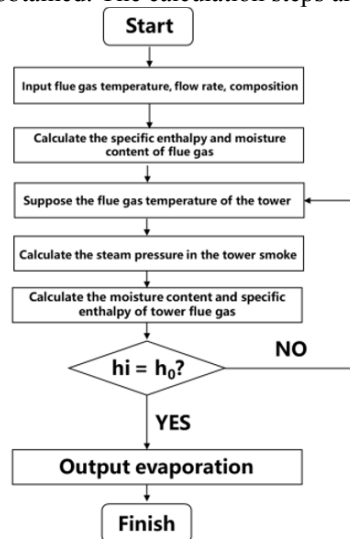 obtained. The calculation steps a
Start
Input flue gas temperature, flow rate, composition
Calculate the specific enthalpy and moisture
content of flue gas
Suppose the flue gas temperature of the tower
Calculate the steam pressure in the tower smoke
Calculate the moisture content and specific
enthalpy of tower flue gas
hi = h₀?
NO
YES
Output evaporation
Finish